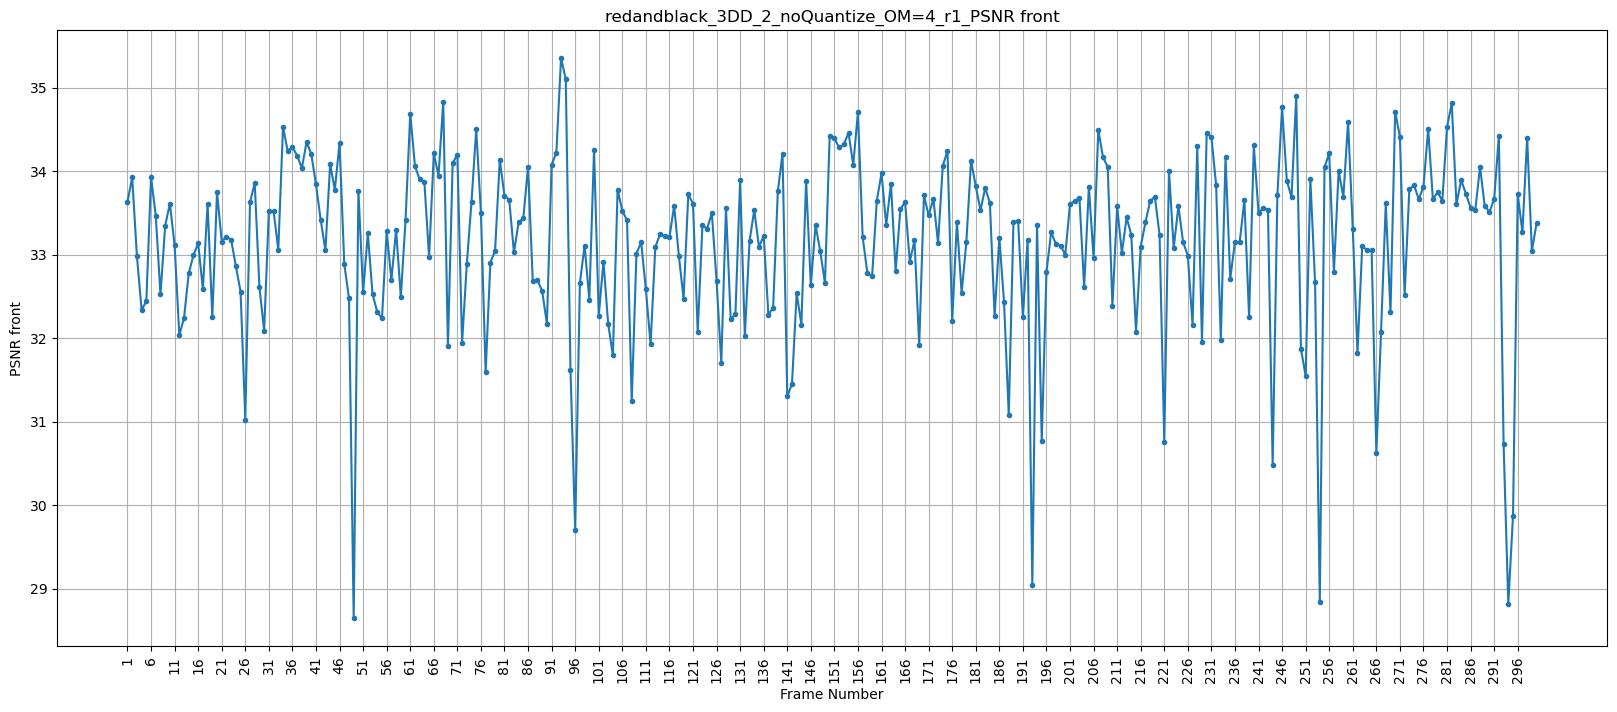 redandblack_3DD_2_noQuantize_OM=4_r1_PSNR front
PSNR front
35
34
33
32
31
30
29
1 6 11 16 21 26 31 36 41 46 51 56 61 66 71 76 81 86 91 96 101 106 111 116 121 126 131 136 141 146 151 156 161 166 171 176 181 186 191 196 201 206 211 216 221 226 231 236 241 246 251 256 261 266 271 276 281 286 291 296
Frame Number